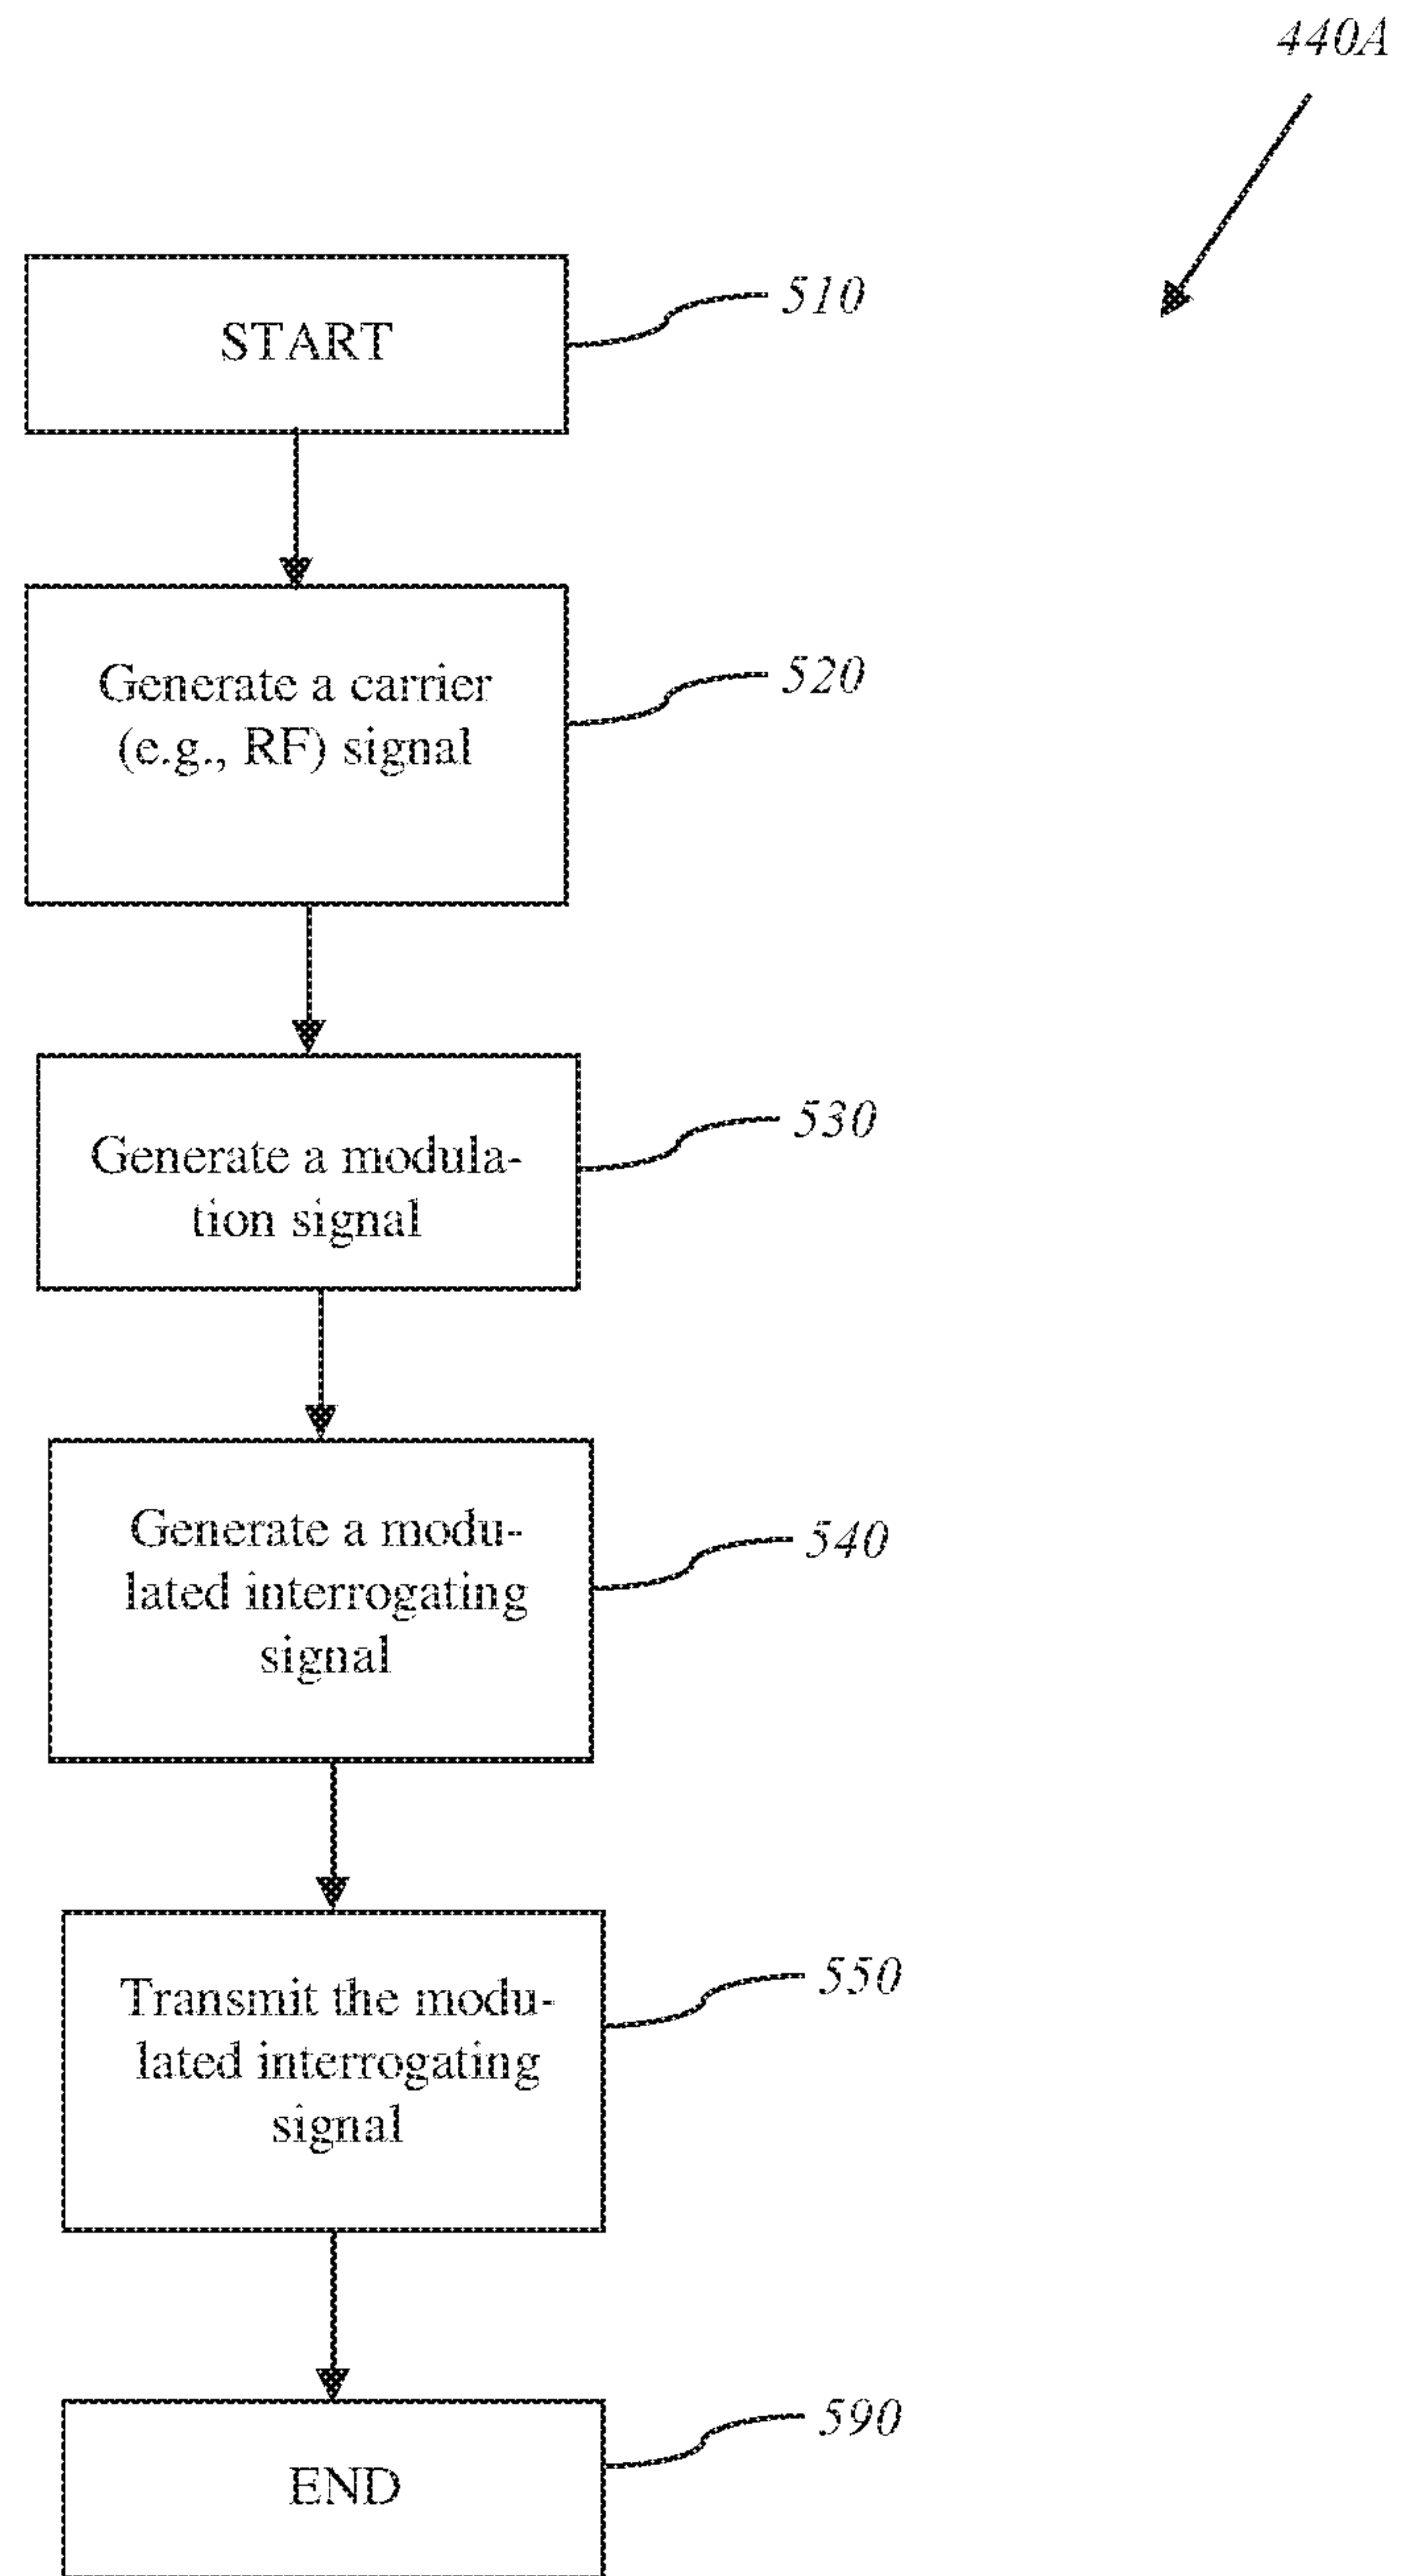 440A
START
510
Generate a carrier
(e.g., RF) signal
520
Generate a modula-
tion signal
530
Generate a modu-
lated interrogating
signal
540
Transmit the modu-
lated interrogating
signal
550
END
590